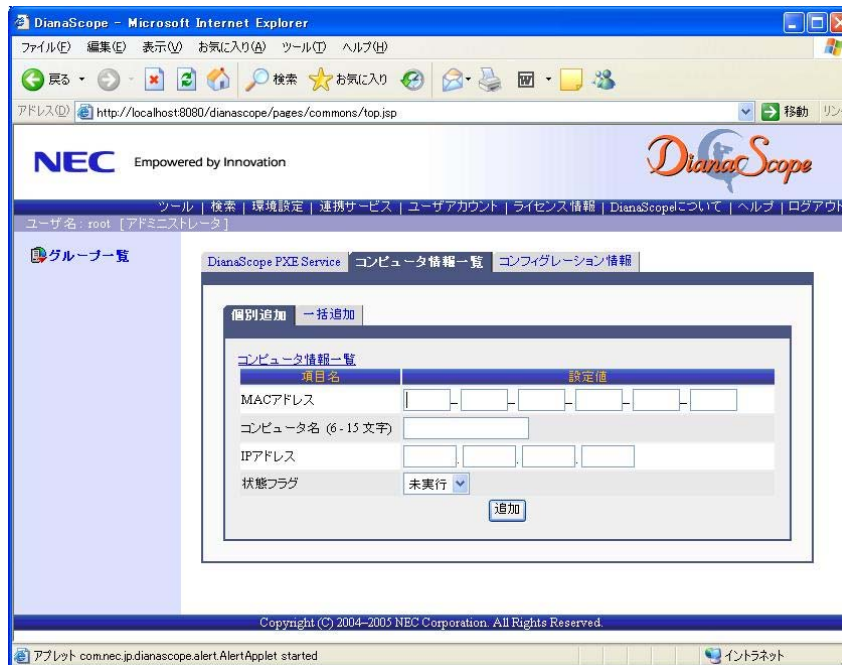 DianaScope - Microsoft Internet Explorer
ファイル(F) 編集(E) 表示(V) お気に入り(A) ツール(T) ヘルプ(H)
戻る 検索 お気に入り
アドレス(D) http://localhost:8080/dianascope/pages/commons/top.jsp 移動 リン
NEC Empowered by Innovation DianaScope
ツール | 検索 | 環境設定 | 連携サービス | ユーザアカウント | ライセンス情報 | DianaScopeについて | ヘルプ | ログアウト
ユーザ名 : root [アドミニストレータ]
グループ一覧
DianaScope PXE Service コンピュータ情報一覧 コンフィグレーション情報
個別追加 一括追加
コンピュータ情報一覧
項目名 設定値
MACアドレス
コンピュータ名 (6 - 15 文字)
IPアドレス
状態フラグ 未実行
追加
Copyright (C) 2004-2005 NEC Corporation. All Rights Reserved.
アプレット com.nec.jp.dianascope.alert.AlertApplet started イントラネット